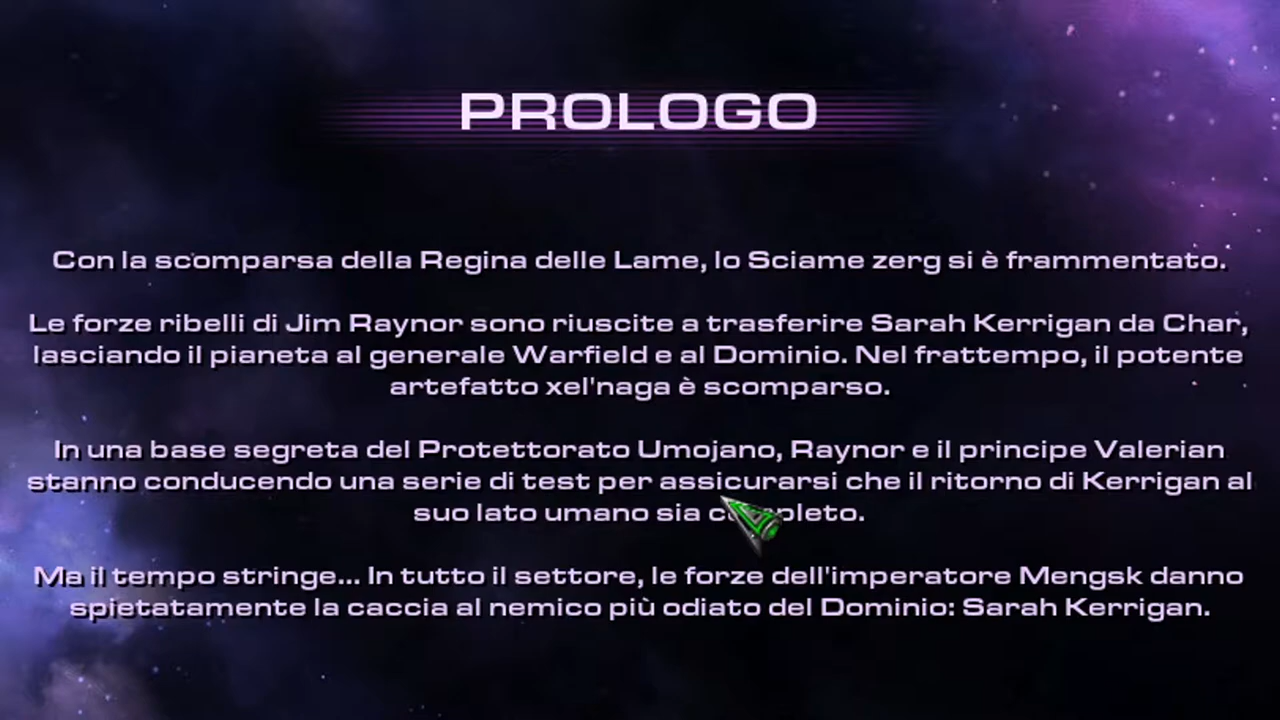 PROLOGO
Con la scomparsa della Regina delle Lame, lo Sciame zerg si è frammentato.
Le forze ribelli di Jim Raynor sono riuscite a trasferire Sarah Kerrigan da Char,
lasciando il pianeta al generale Warfield e al Dominio. Nel frattempo, il potente
artefatto xel'naga è scomparso.
In una base segreta del Protettorato Umojano, Raynor e il principe Valerian
stanno conducendo una serie di test per assicurarsi che il ritorno di Kerrigan al
suo lato umano sia completo.
Ma il tempo stringe... In tutto il settore, le forze dell'imperatore Mengsk danno
spietatamente la caccia al nemico più odiato del Dominio: Sarah Kerrigan.